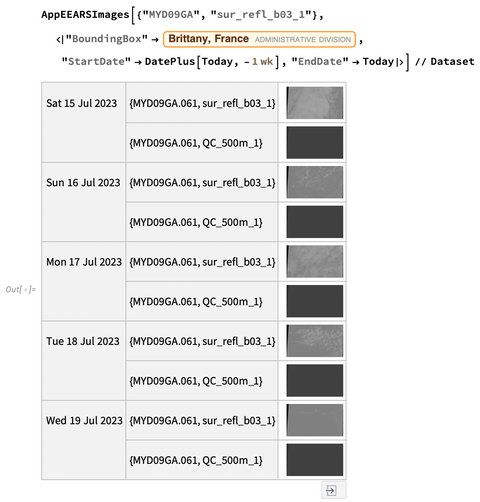 AppEEARSImages[{"MYD09GA", "sur_refl_b03_1"},
<|"BoundingBox" → Brittany, France ADMINISTRATIVE DIVISION,
"StartDate" → DatePlus[Today, -1 wk], "EndDate" → Today|>] // Dataset
Out[◦]=
Sat 15 Jul 2023 {MYD09GA.061, sur_refl_b03_1}
{MYD09GA.061, QC_500m_1}
Sun 16 Jul 2023 {MYD09GA.061, sur_refl_b03_1}
{MYD09GA.061, QC_500m_1}
Mon 17 Jul 2023 {MYD09GA.061, sur_refl_b03_1}
{MYD09GA.061, QC_500m_1}
Tue 18 Jul 2023 {MYD09GA.061, sur_refl_b03_1}
{MYD09GA.061, QC_500m_1}
Wed 19 Jul 2023 {MYD09GA.061, sur_refl_b03_1}
{MYD09GA.061, QC_500m_1}